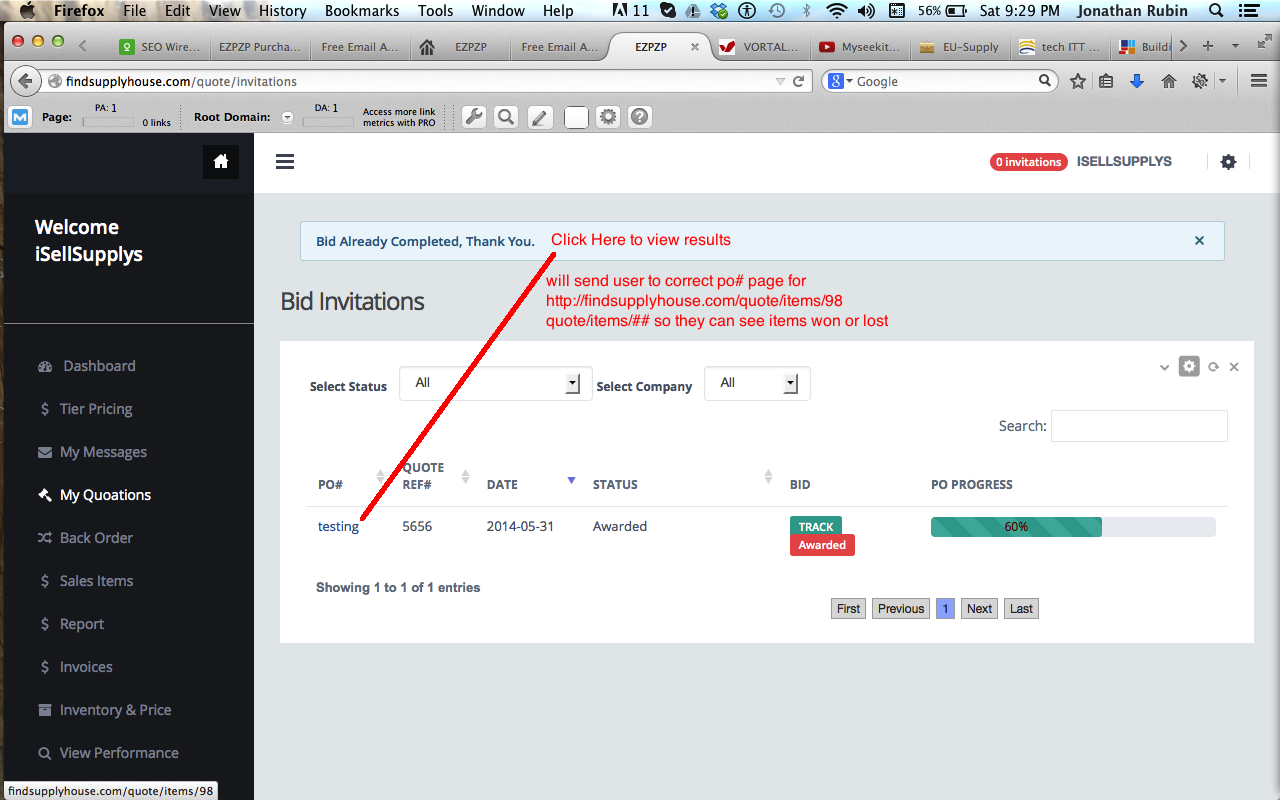 Firefox File Edit View History Bookmarks Tools Window Help 11 56% Sat 9:29 PM Jonathan Rubin
SEO Wire... EZPZP Purcha... Free Email A... EZPZP Free Email A... EZPZP VORTAL... Myseekit... EU-Supply tech ITT ... Buildi
findsupplyhouse.com/quote/invitations Google
Page: PA: 1 0 links Root Domain: DA: 1 Access more link
metrics with PRO
0 invitations ISELLSUPPLYS
Welcome
iSellSupplys
Dashboard
Tier Pricing
My Messages
My Quoations
Back Order
Sales Items
Report
Invoices
Inventory & Price
View Performance
findsupplyhouse.com/quote/items/98
Bid Already Completed, Thank You. Click Here to view results
will send user to correct po# page for
http://findsupplyhouse.com/quote/items/98
quote/items/## so they can see items won or lost
Bid Invitations
Select Status All Select Company All
Search:
PO# QUOTE REF# DATE STATUS BID PO PROGRESS
testing 5656 2014-05-31 Awarded TRACK 60%
Awarded
Showing 1 to 1 of 1 entries
First Previous 1 Next Last